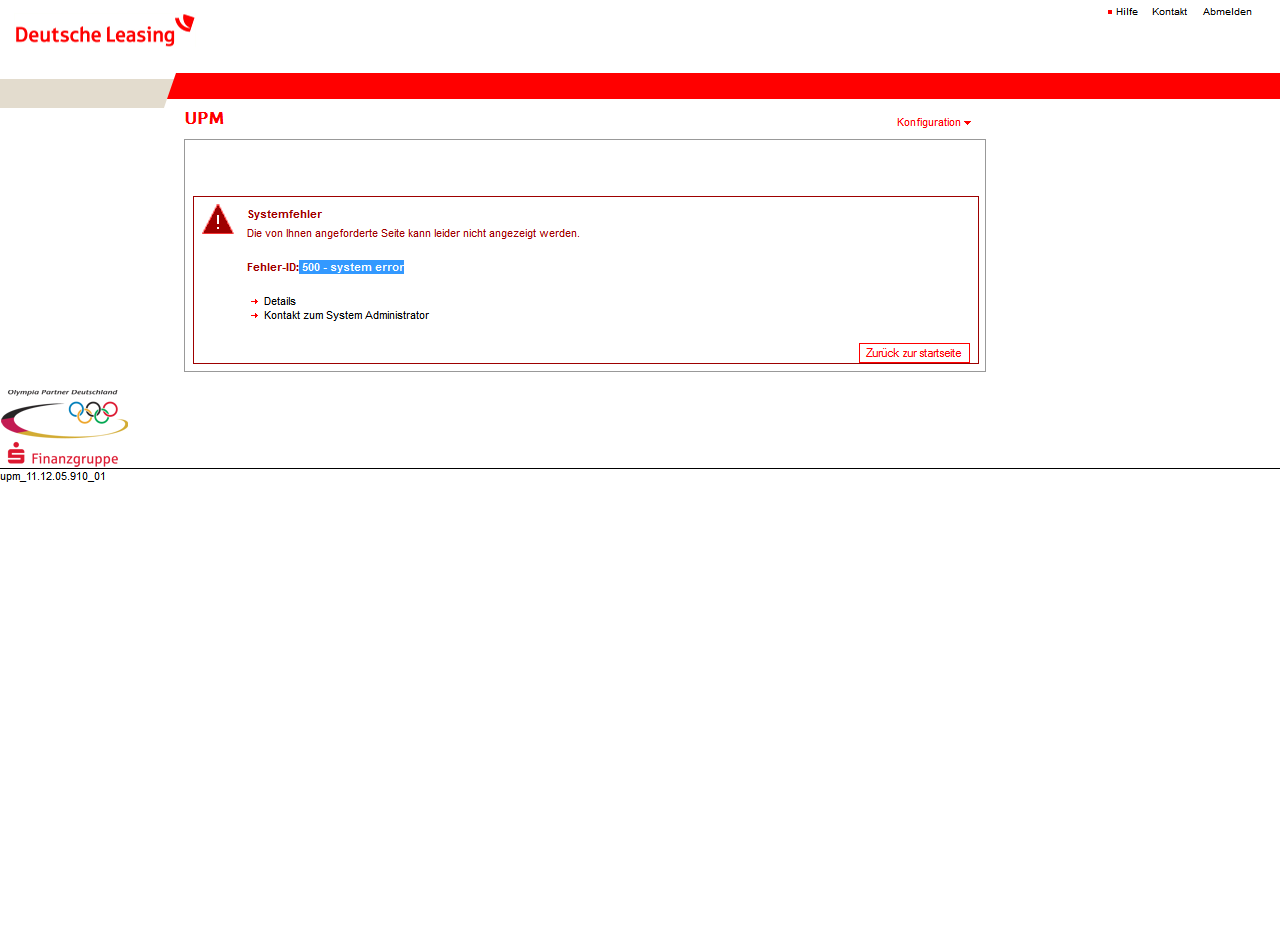 Deutsche Leasing
Hilfe Kontakt Abmelden
UPM
Konfiguration
Systemfehler
Die von Ihnen angeforderte Seite kann leider nicht angezeigt werden.
Fehler-ID: 500 - system error
Details
Kontakt zum System Administrator
Zurück zur startseite
Olympia Partner Deutschland
Finanzgruppe
upm_11.12.05.910_01